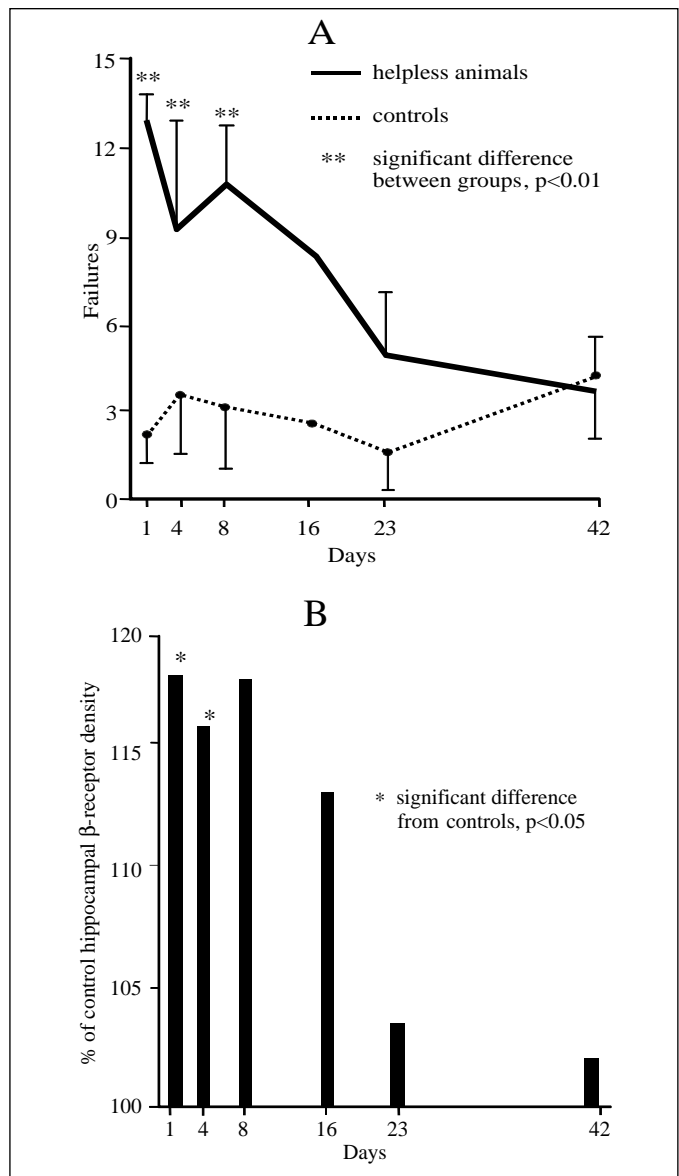 A
15
12
9
6
3
0
Failures
helpless animals
controls
** significant difference
between groups, p<0.01
**
**
**
1 4 8 16 23 42
Days
B
120
115
110
105
100
% of control hippocampal β-receptor density
*
*
* significant difference
from controls, p<0.05
1 4 8 16 23 42
Days